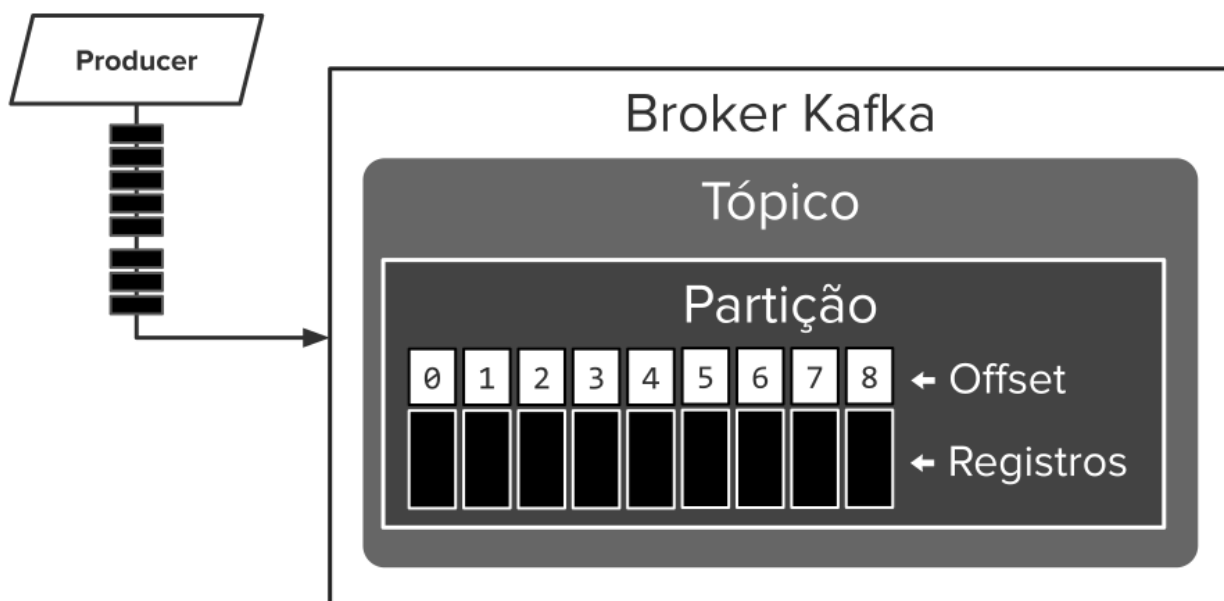 Producer
Broker Kafka
Tópico
Partição
0 1 2 3 4 5 6 7 8 ← Offset
← Registros